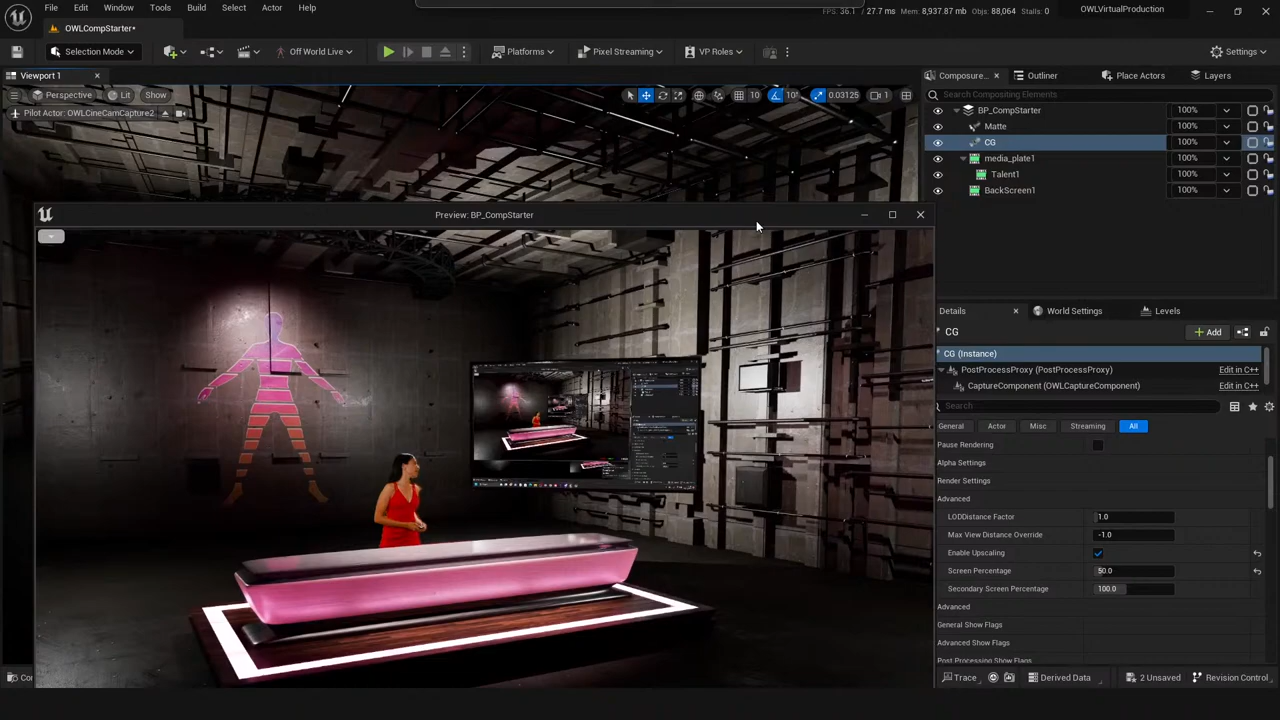 File Edit Window Tools Build Select Actor Help
FPS: 36.1 / 27.7 ms Mem: 8,937.87 mb Objs: 88,064 Stalls: 0
OWLVirtualProduction
OWLCompStarter*
Selection Mode
Off World Live
Platforms
Pixel Streaming
VP Roles
Settings
Viewport 1
Composure...
Outliner
Place Actors
Layers
Perspective Lit Show
10 10° 0.03125 1
Search Compositing Elements
Pilot Actor: OWLCineCamCapture2
BP_CompStarter 100%
Matte 100%
CG 100%
media_plate1 100%
Talent1 100%
BackScreen1 100%
Preview: BP_CompStarter
Details
World Settings
Levels
CG
Add
CG (Instance)
PostProcessProxy (PostProcessProxy) Edit in C++
CaptureComponent (OWLCaptureComponent) Edit in C++
Search
General Actor Misc Streaming All
Pause Rendering
Alpha Settings
Render Settings
Advanced
LODDistance Factor 1.0
Max View Distance Override -1.0
Enable Upscaling
Screen Percentage 50.0
Secondary Screen Percentage 100.0
Advanced
General Show Flags
Advanced Show Flags
Post Processing Show Flags
Co
Trace
Derived Data
2 Unsaved
Revision Control